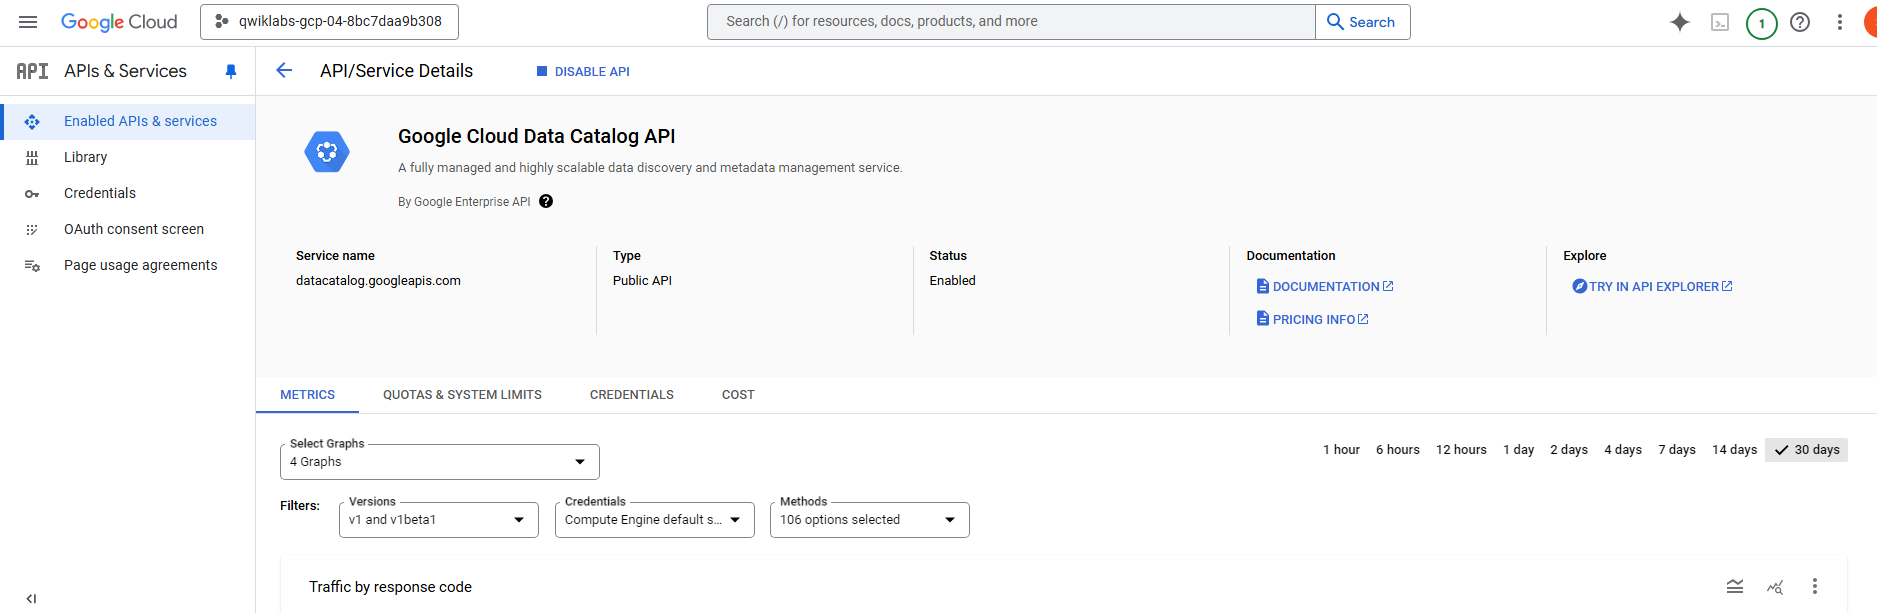 Google Cloud
qwiklabs-gcp-04-8bc7daa9b308
Search (/) for resources, docs, products, and more
Search
1
API
APIs & Services
API/Service Details
DISABLE API
Enabled APIs & services
Library
Credentials
OAuth consent screen
Page usage agreements
Google Cloud Data Catalog API
A fully managed and highly scalable data discovery and metadata management service.
By Google Enterprise API
Service name
datacatalog.googleapis.com
Type
Public API
Status
Enabled
Documentation
DOCUMENTATION
PRICING INFO
Explore
TRY IN API EXPLORER
METRICS QUOTAS & SYSTEM LIMITS CREDENTIALS COST
Select Graphs
4 Graphs
1 hour 6 hours 12 hours 1 day 2 days 4 days 7 days 14 days 30 days
Filters:
Versions
v1 and v1beta1
Credentials
Compute Engine default s...
Methods
106 options selected
Traffic by response code